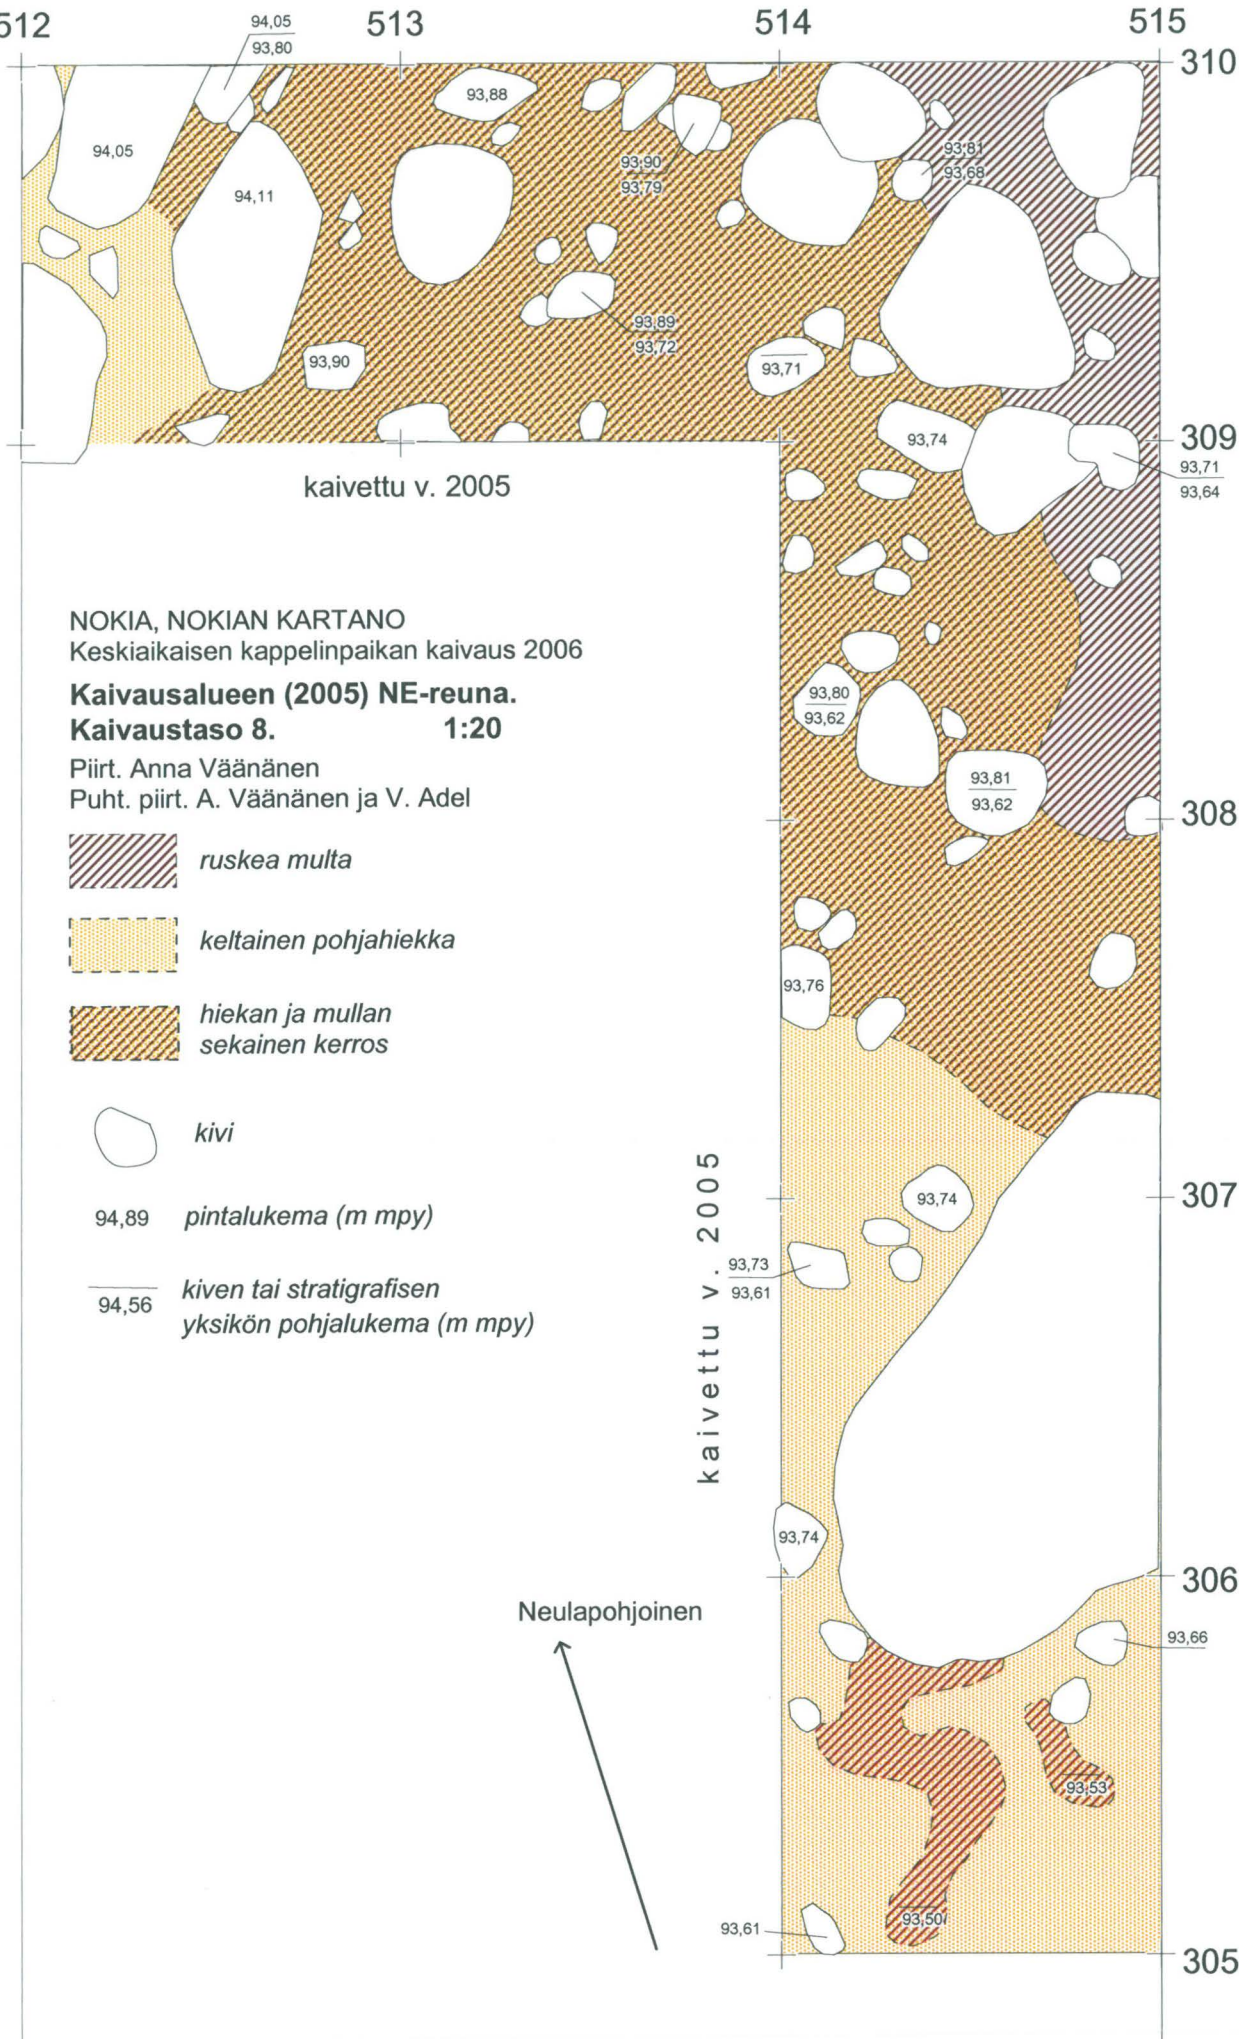 512
513
514
515
94,05
93,80
310
93,88
94,05
93,90
93,79
93,81
93,68
94,11
93,89
93,72
93,90
93,71
93,74
309
93,71
93,64
kaivettu v. 2005
NOKIA, NOKIAN KARTANO
Keskiaikaisen kappelinpaikan kaivaus 2006
Kaivausalueen (2005) NE-reuna.
Kaivaustaso 8. 1:20
Piirt. Anna Väänänen
Puht. piirt. A. Väänänen ja V. Adel
93,80
93,62
93,81
93,62
308
ruskea multa
keltainen pohjahiekka
hiekan ja mullan
sekainen kerros
93,76
kivi
94,89 pintalukema (m mpy)
94,56 kiven tai stratigrafisen
yksikön pohjalukema (m mpy)
kaivettu v. 2005
93,74
307
93,73
93,61
93,74
306
Neulapohjoinen
93,66
93,53
93,50
93,61
305